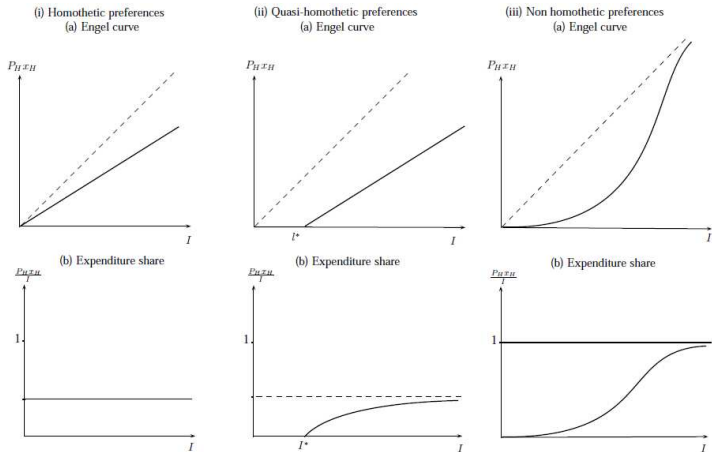 (i) Homothetic preferences
(a) Engel curve
P_H x_H
I
(b) Expenditure share
P_H x_H
I
1
I
(ii) Quasi-homothetic preferences
(a) Engel curve
P_H x_H
I*
I
(b) Expenditure share
P_H x_H
I
1
I*
I
(iii) Non homothetic preferences
(a) Engel curve
P_H x_H
I
(b) Expenditure share
P_H x_H
I
1
I